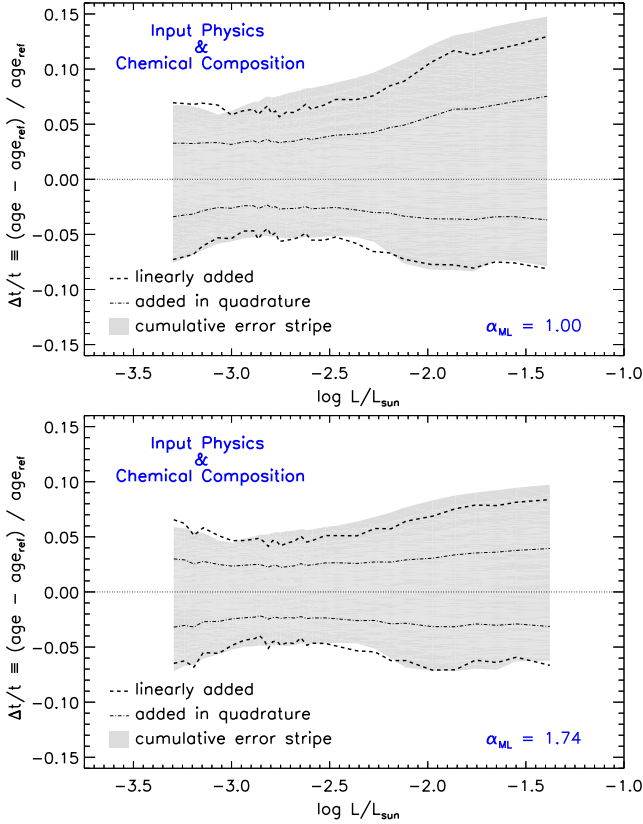 0.15
0.10
0.05
0.00
-0.05
-0.10
-0.15
Δt/t ≡ (age - age_ref) / age_ref
Input Physics
&
Chemical Composition
linearly added
added in quadrature
cumulative error stripe
α_ML = 1.00
-3.5 -3.0 -2.5 -2.0 -1.5 -1.0
log L/L_sun
0.15
0.10
0.05
0.00
-0.05
-0.10
-0.15
Δt/t ≡ (age - age_ref) / age_ref
Input Physics
&
Chemical Composition
linearly added
added in quadrature
cumulative error stripe
α_ML = 1.74
-3.5 -3.0 -2.5 -2.0 -1.5 -1.0
log L/L_sun